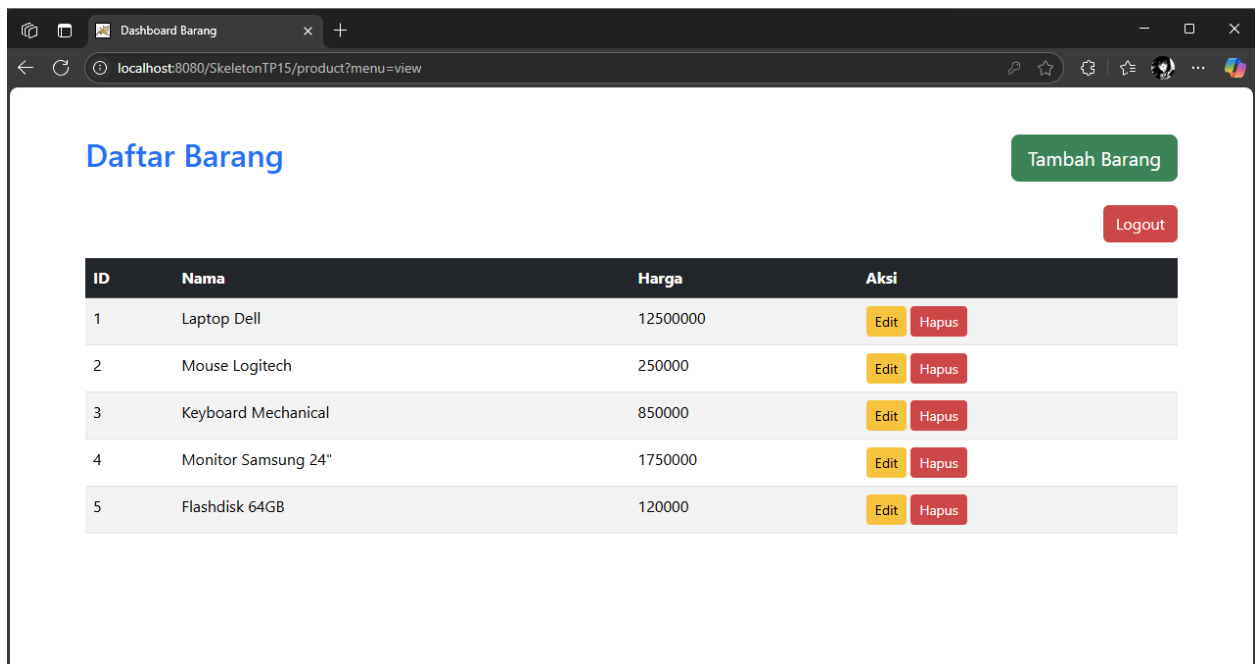 Dashboard Barang
localhost:8080/SkeletonTP15/product?menu=view
Daftar Barang
Tambah Barang
Logout
ID Nama Harga Aksi
1 Laptop Dell 12500000 Edit Hapus
2 Mouse Logitech 250000 Edit Hapus
3 Keyboard Mechanical 850000 Edit Hapus
4 Monitor Samsung 24" 1750000 Edit Hapus
5 Flashdisk 64GB 120000 Edit Hapus